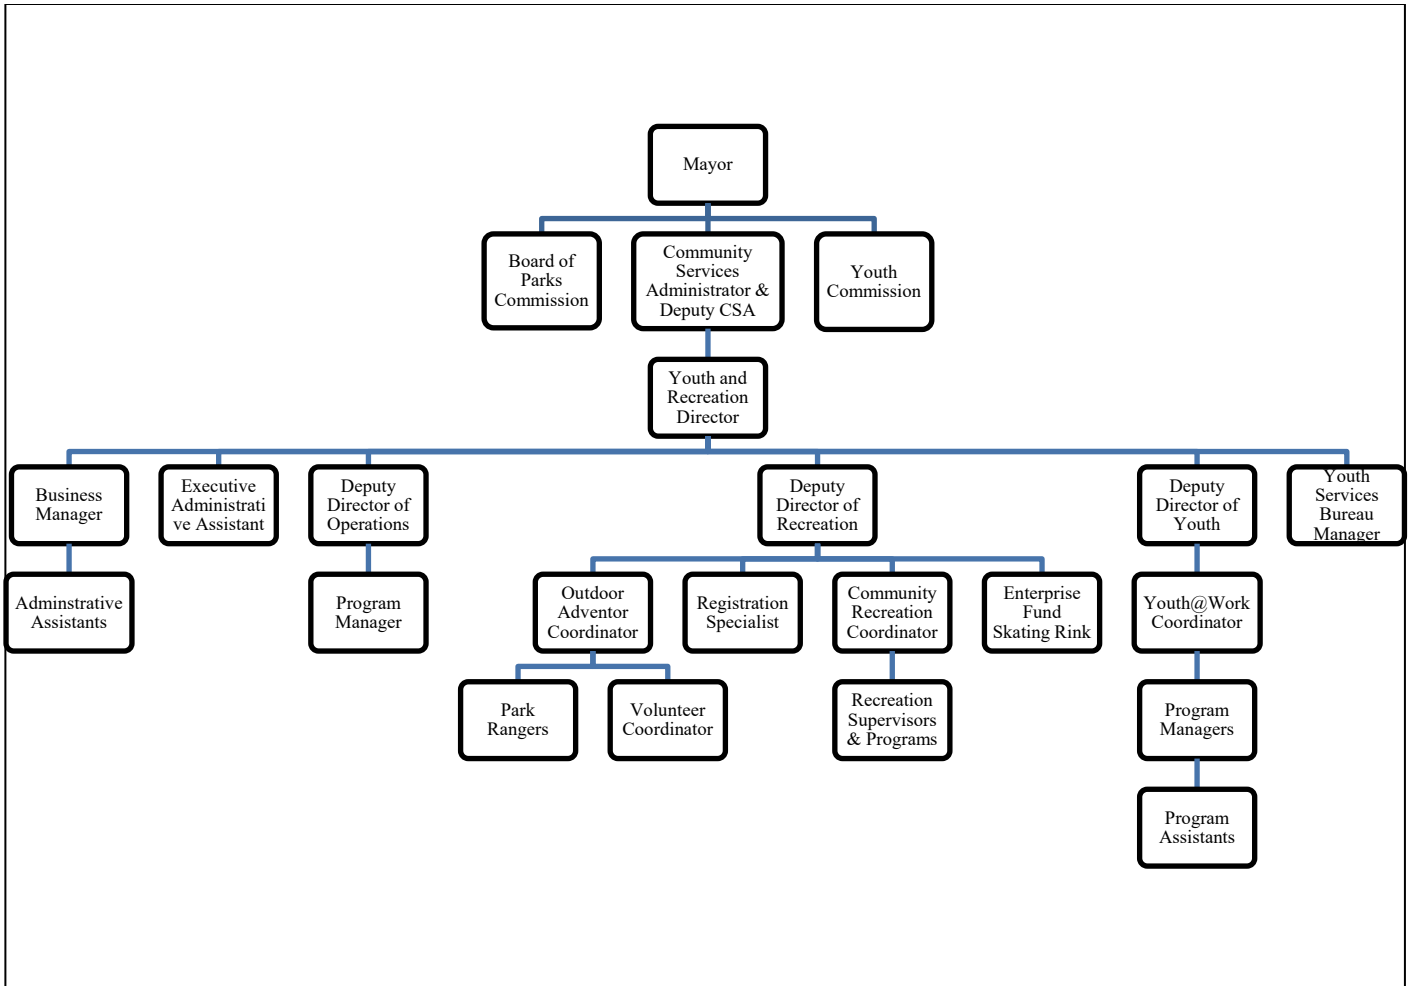 Mayor
Board of
Parks
Commission
Community
Services
Administrator &
Deputy CSA
Youth
Commission
Youth and
Recreation
Director
Business
Manager
Executive
Administrati
ve Assistant
Deputy
Director of
Operations
Deputy
Director of
Recreation
Deputy
Director of
Youth
Youth
Services
Bureau
Manager
Adminstrative
Assistants
Program
Manager
Outdoor
Adventor
Coordinator
Registration
Specialist
Community
Recreation
Coordinator
Enterprise
Fund
Skating Rink
Youth@Work
Coordinator
Park
Rangers
Volunteer
Coordinator
Recreation
Supervisors
& Programs
Program
Managers
Program
Assistants